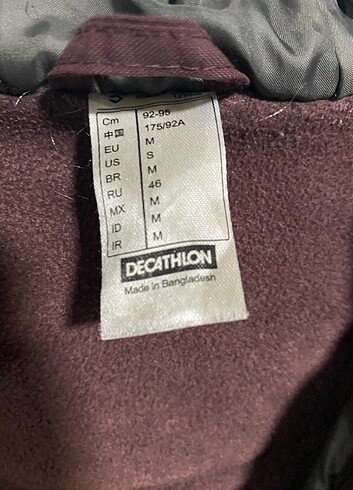 Cm 92-95
中国 175/92A
EU M
US S
BR M
RU 46
MX M
ID M
IR M
DECATHLON
Made in Bangladesh